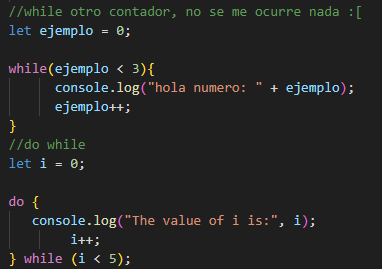 //while otro contador, no se me ocurre nada :[
let ejemplo = 0;
while(ejemplo < 3){
console.log("hola numero: " + ejemplo);
ejemplo++;
}
//do while
let i = 0;
do {
console.log("The value of i is:", i);
i++;
} while (i < 5);